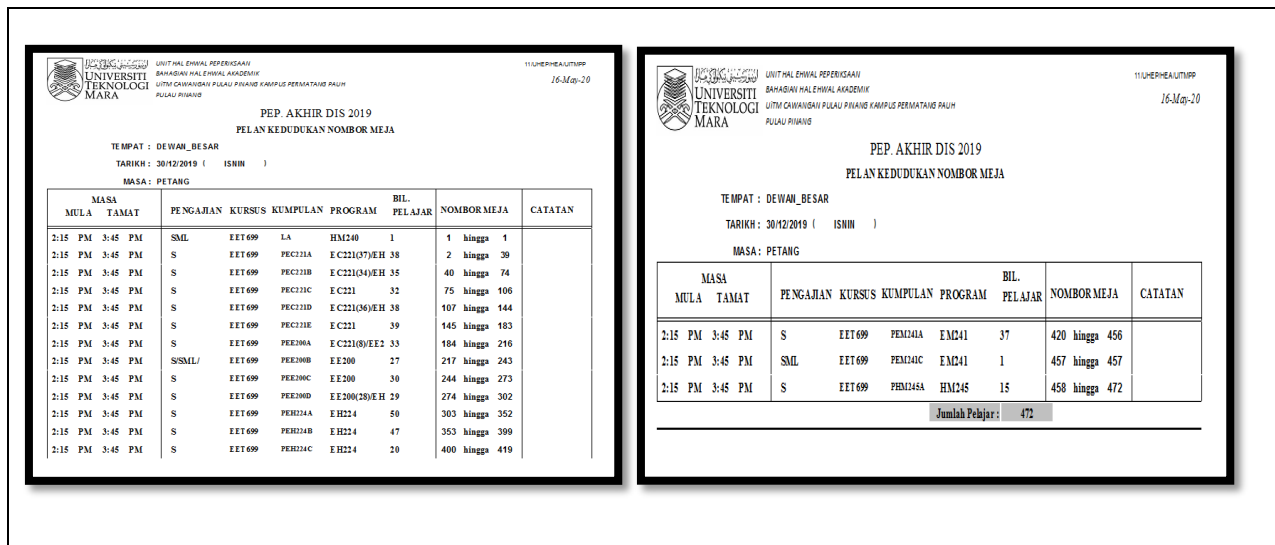 UNIVERSITI
TEKNOLOGI
MARA
UNIT HAL EHWAL PEPERIKSAAN
BAHAGIAN HAL EHWAL AKADEMIK
UiTM CAWANGAN PULAU PINANG KAMPUS PERMATANG PAUH
PULAU PINANG
11/UHEP/HEA/UITMPP
16-May-20
PEP. AKHIR DIS 2019
PELAN KEDUDUKAN NOMBOR MEJA
TEMPAT : DEWAN_BESAR
TARIKH : 30/12/2019 ( ISNIN )
MASA : PETANG
MASA
MULA TAMAT PENGAJIAN KURSUS KUMPULAN PROGRAM BIL. PELAJAR NOMBOR MEJA CATATAN
2:15 PM 3:45 PM SML EET699 LA HM240 1 1 hingga 1
2:15 PM 3:45 PM S EET699 PEC221A EC221(37)/EH 38 2 hingga 39
2:15 PM 3:45 PM S EET699 PEC221B EC221(34)/EH 35 40 hingga 74
2:15 PM 3:45 PM S EET699 PEC221C EC221 32 75 hingga 106
2:15 PM 3:45 PM S EET699 PEC221D EC221(36)/EH 38 107 hingga 144
2:15 PM 3:45 PM S EET699 PEC221E EC221 39 145 hingga 183
2:15 PM 3:45 PM S EET699 PEE200A EC221(8)/EE2 33 184 hingga 216
2:15 PM 3:45 PM S/SML/ EET699 PEE200B EE200 27 217 hingga 243
2:15 PM 3:45 PM S EET699 PEE200C EE200 30 244 hingga 273
2:15 PM 3:45 PM S EET699 PEE200D EE200(28)/EH 29 274 hingga 302
2:15 PM 3:45 PM S EET699 PEH224A EH224 50 303 hingga 352
2:15 PM 3:45 PM S EET699 PEH224B EH224 47 353 hingga 399
2:15 PM 3:45 PM S EET699 PEH224C EH224 20 400 hingga 419
UNIVERSITI
TEKNOLOGI
MARA
UNIT HAL EHWAL PEPERIKSAAN
BAHAGIAN HAL EHWAL AKADEMIK
UiTM CAWANGAN PULAU PINANG KAMPUS PERMATANG PAUH
PULAU PINANG
11/UHEP/HEA/UITMPP
16-May-20
PEP. AKHIR DIS 2019
PELAN KEDUDUKAN NOMBOR MEJA
TEMPAT : DEWAN_BESAR
TARIKH : 30/12/2019 ( ISNIN )
MASA : PETANG
MASA
MULA TAMAT PENGAJIAN KURSUS KUMPULAN PROGRAM BIL. PELAJAR NOMBOR MEJA CATATAN
2:15 PM 3:45 PM S EET699 PEM241A EM241 37 420 hingga 456
2:15 PM 3:45 PM SML EET699 PEM241C EM241 1 457 hingga 457
2:15 PM 3:45 PM S EET699 PHM245A HM245 15 458 hingga 472
Jumlah Pelajar : 472